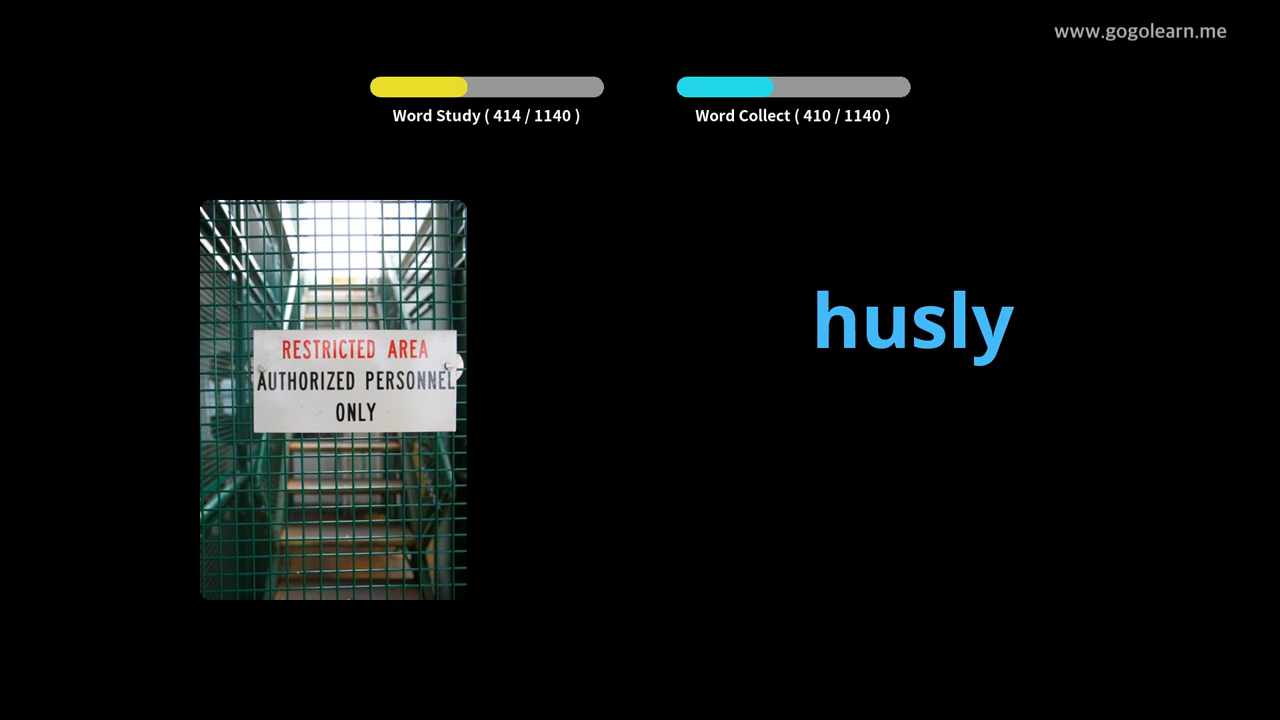 www.gogolearn.me
Word Study ( 414 / 1140 )
Word Collect ( 410 / 1140 )
RESTRICTED AREA
AUTHORIZED PERSONNEL
ONLY
husly